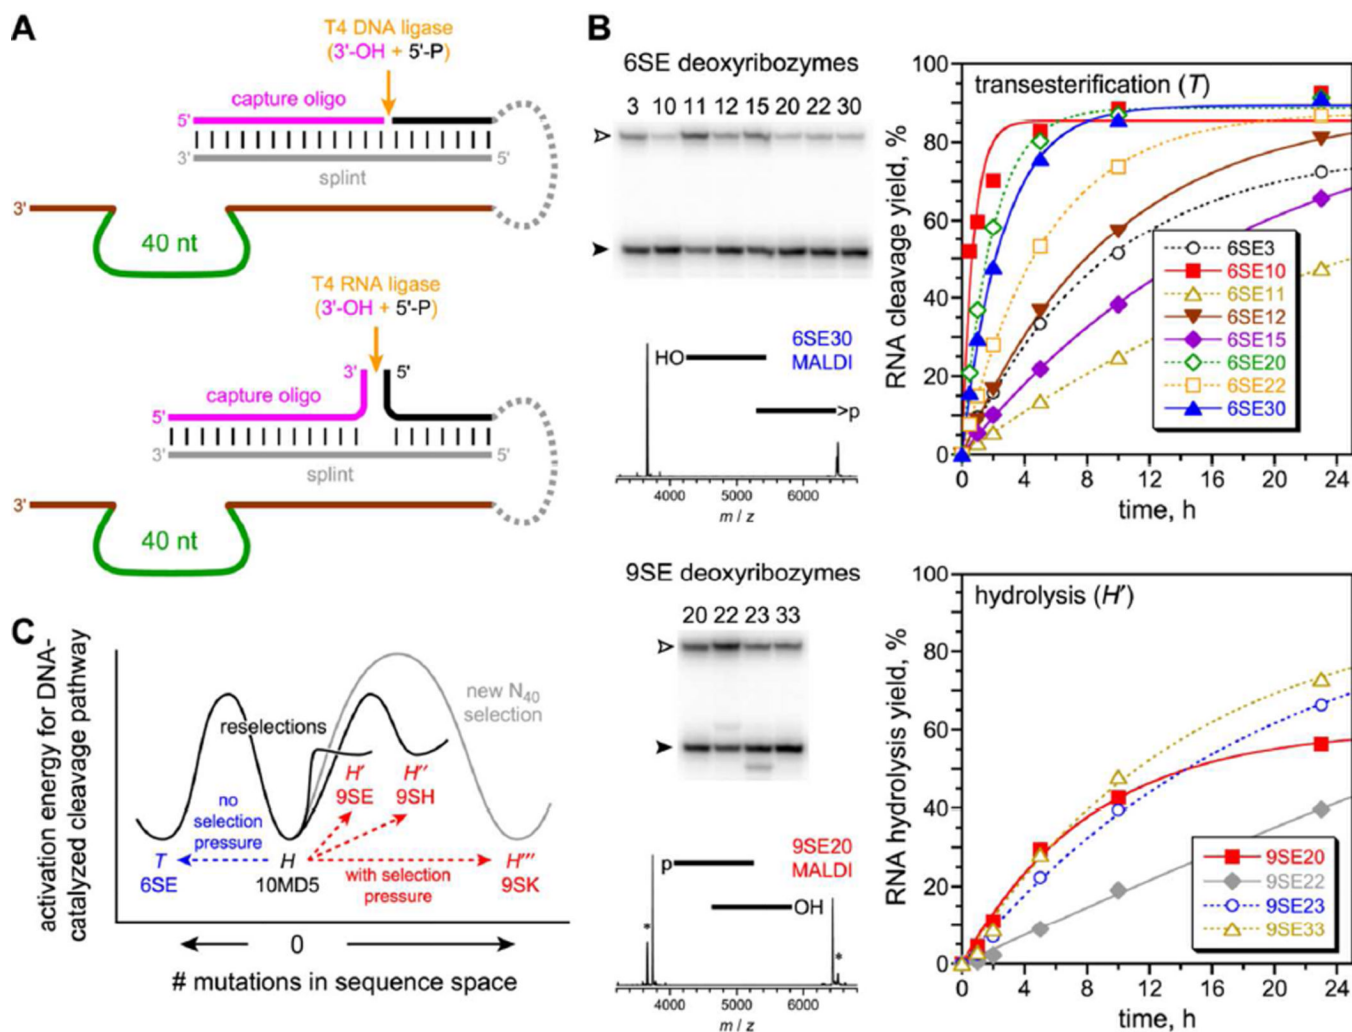 A
T4 DNA ligase
(3'-OH + 5'-P)
capture oligo
5'
3'
5'
splint
3'
40 nt
T4 RNA ligase
(3'-OH + 5'-P)
3'
5'
capture oligo
5'
3'
5'
splint
3'
40 nt
B
6SE deoxyribozymes
3 10 11 12 15 20 22 30
6SE30
MALDI
HO
>p
4000 5000 6000
m / z
transesterification (T)
RNA cleavage yield, %
100
80
60
40
20
0
6SE3
6SE10
6SE11
6SE12
6SE15
6SE20
6SE22
6SE30
0 4 8 12 16 20 24
time, h
9SE deoxyribozymes
20 22 23 33
9SE20
MALDI
p
OH
*
*
4000 5000 6000
m / z
hydrolysis (H')
RNA hydrolysis yield, %
100
80
60
40
20
0
9SE20
9SE22
9SE23
9SE33
0 4 8 12 16 20 24
time, h
C
activation energy for DNA-
catalyzed cleavage pathway
new N40
selection
reselections
H'
9SE
H''
9SH
no
selection
pressure
T
6SE
H
10MD5
with selection
pressure
H'''
9SK
0
# mutations in sequence space